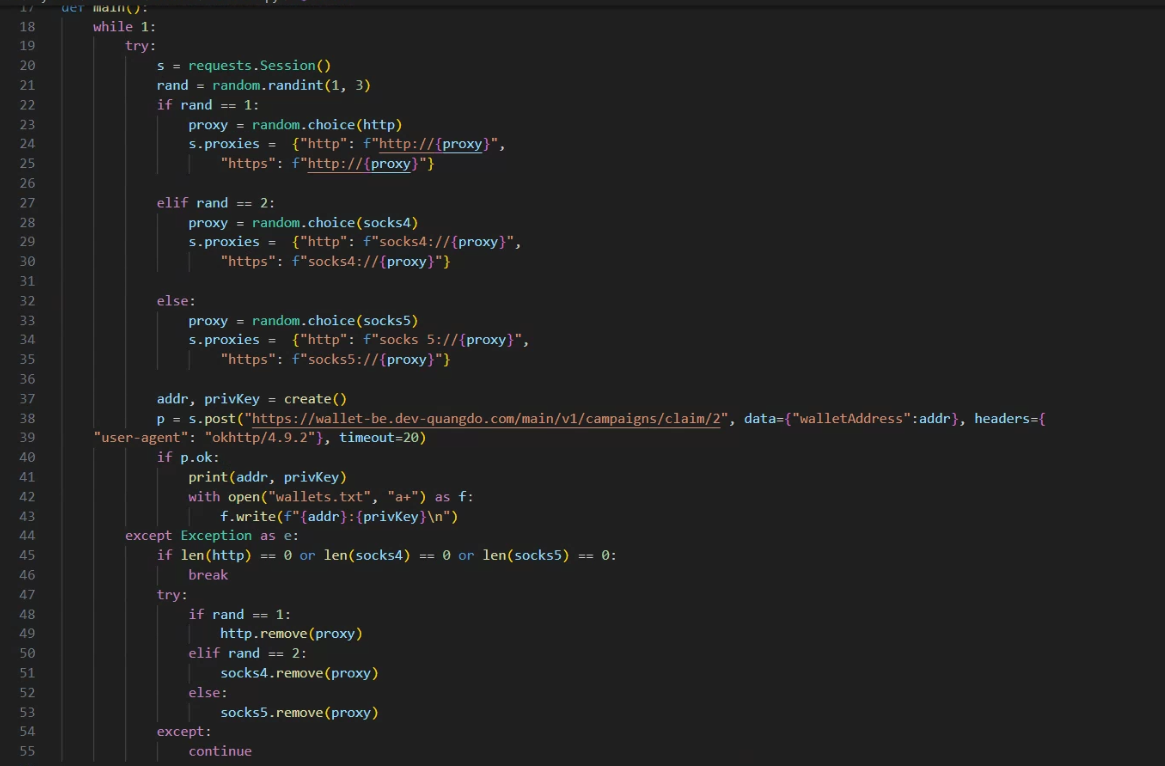 17 def main():
18 while 1:
19 try:
20 s = requests.Session()
21 rand = random.randint(1, 3)
22 if rand == 1:
23 proxy = random.choice(http)
24 s.proxies =  {"http": f"http://{proxy}",
25 "https": f"http://{proxy}"}
26
27 elif rand == 2:
28 proxy = random.choice(socks4)
29 s.proxies =  {"http": f"socks4://{proxy}",
30 "https": f"socks4://{proxy}"}
31
32 else:
33 proxy = random.choice(socks5)
34 s.proxies =  {"http": f"socks 5://{proxy}",
35 "https": f"socks5://{proxy}"}
36
37 addr, privKey = create()
38 p = s.post("https://wallet-be.dev-quangdo.com/main/v1/campaigns/claim/2", data={"walletAddress":addr}, headers={
39 "user-agent": "okhttp/4.9.2"}, timeout=20)
40 if p.ok:
41 print(addr, privKey)
42 with open("wallets.txt", "a+") as f:
43 f.write(f"{addr}:{privKey}\n")
44 except Exception as e:
45 if len(http) == 0 or len(socks4) == 0 or len(socks5) == 0:
46 break
47 try:
48 if rand == 1:
49 http.remove(proxy)
50 elif rand == 2:
51 socks4.remove(proxy)
52 else:
53 socks5.remove(proxy)
54 except:
55 continue